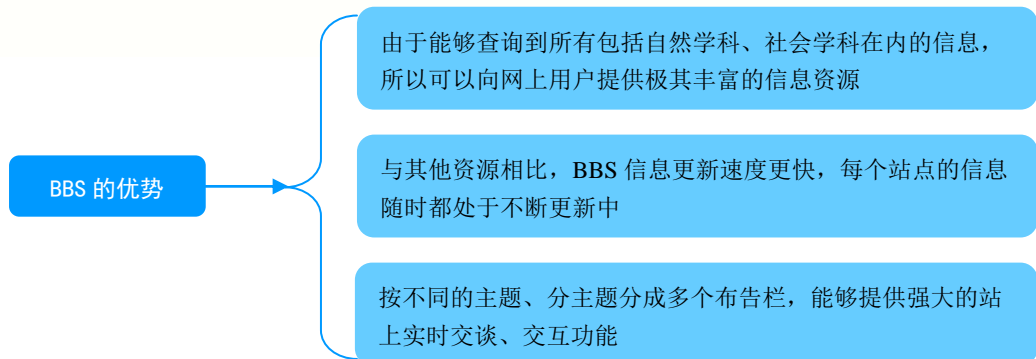 由于能够查询到所有包括自然学科、社会学科在内的信息，
所以可以向网上用户提供极其丰富的信息资源
BBS 的优势
与其他资源相比，BBS 信息更新速度更快，每个站点的信息
随时都处于不断更新中
按不同的主题、分主题分成多个布告栏，能够提供强大的站
上实时交谈、交互功能